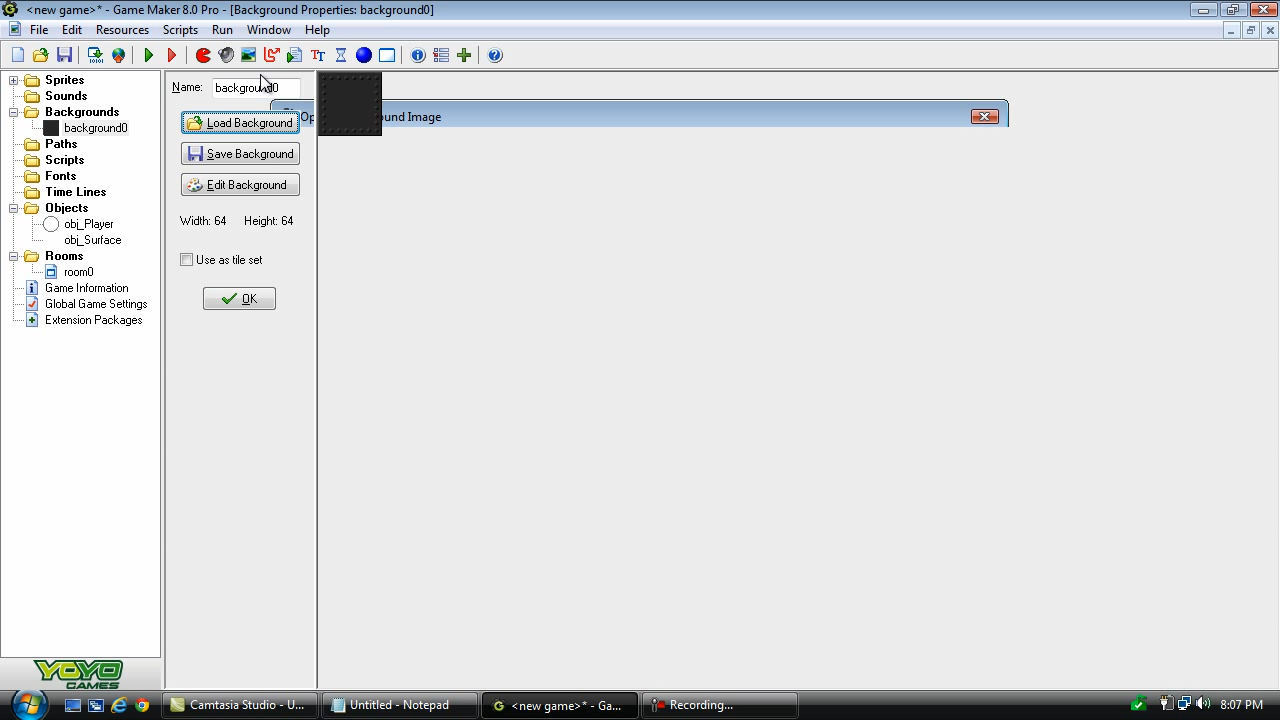 <new game>* - Game Maker 8.0 Pro - [Background Properties: background0]
File Edit Resources Scripts Run Window Help
Sprites
Sounds
Backgrounds
background0
Paths
Scripts
Fonts
Time Lines
Objects
obj_Player
obj_Surface
Rooms
room0
Game Information
Global Game Settings
Extension Packages
YOYO
GAMES
Name: background0
Load Background
Save Background
Edit Background
Width: 64 Height: 64
Use as tile set
OK
Camtasia Studio - U...
Untitled - Notepad
<new game>* - Ga...
Recording...
8:07 PM